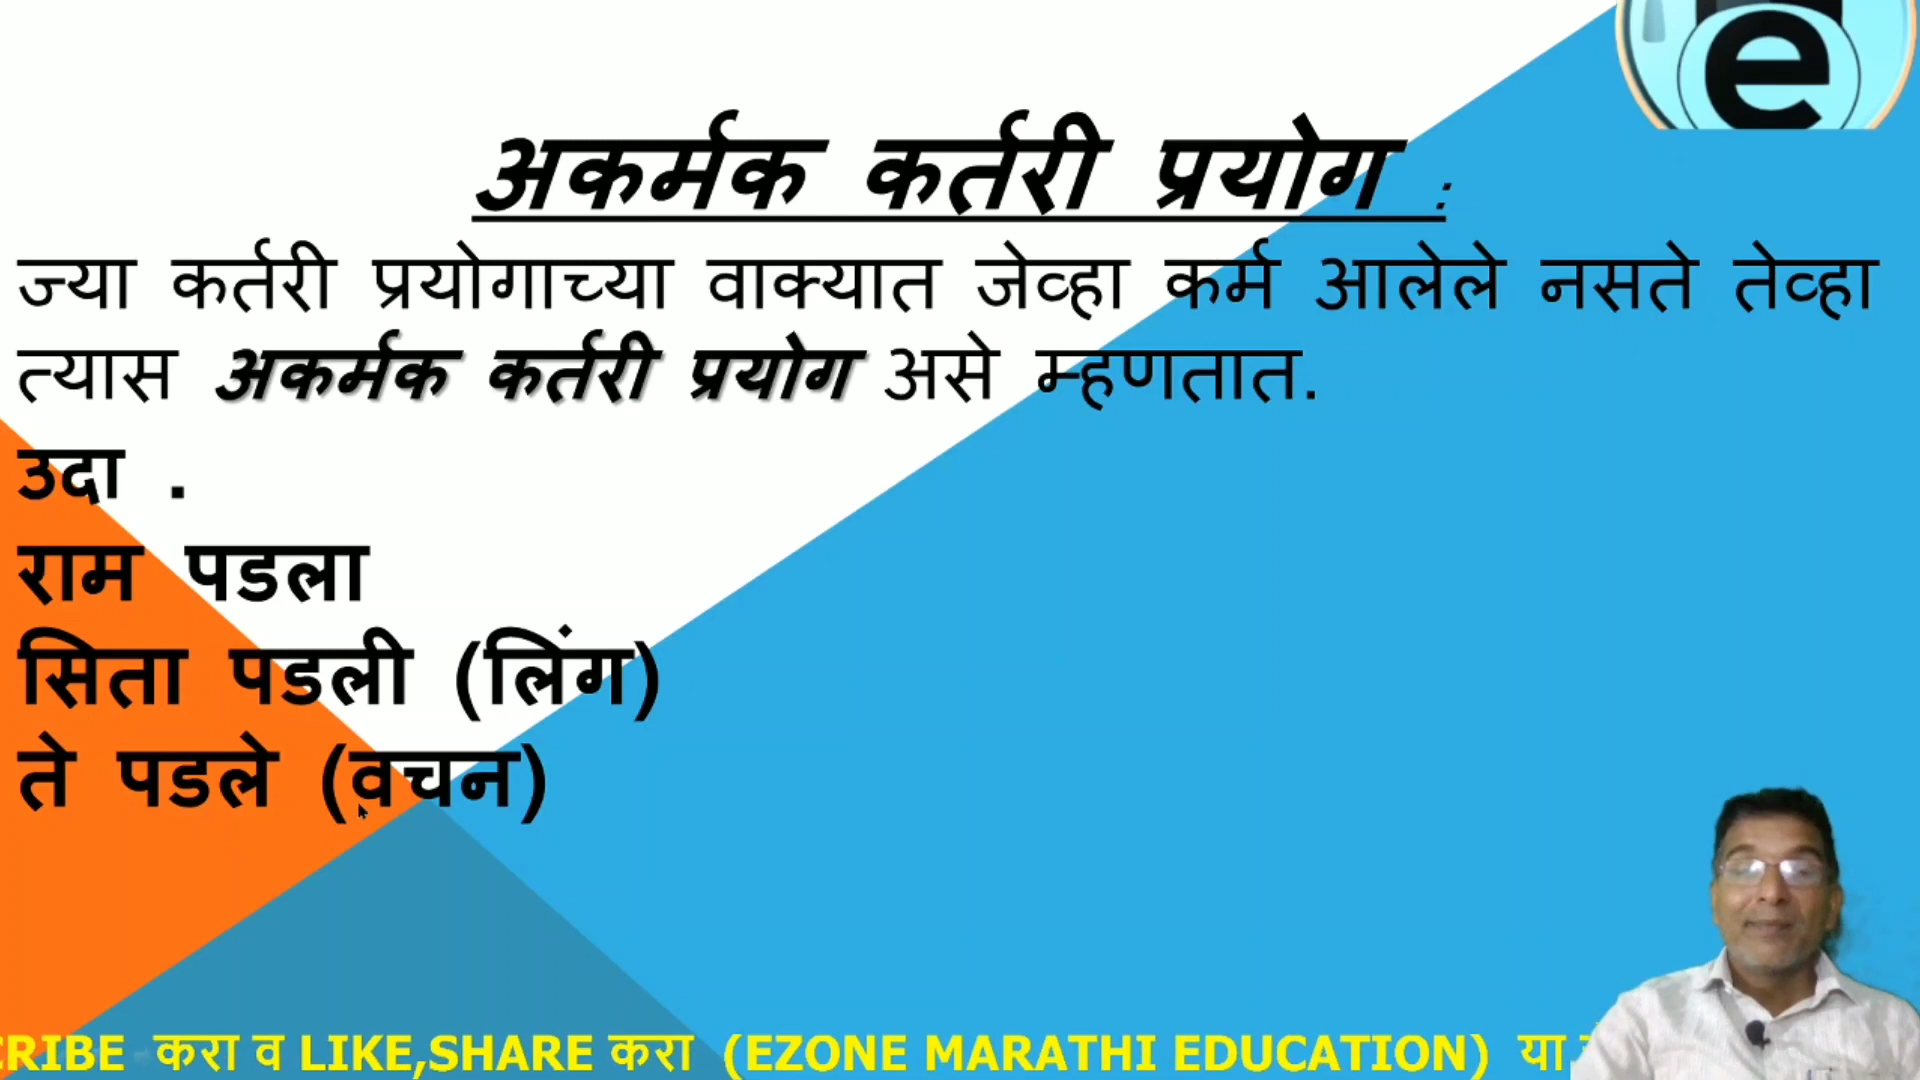 e
अकर्मक कर्तरी प्रयोग :
ज्या कर्तरी प्रयोगाच्या वाक्यात जेव्हा कर्म आलेले नसते तेव्हा
त्यास अकर्मक कर्तरी प्रयोग असे म्हणतात.
उदा .
राम पडला
सिता पडली (लिंग)
ते पडले (वचन)
CRIBE करा व LIKE,SHARE करा (EZONE MARATHI EDUCATION) या